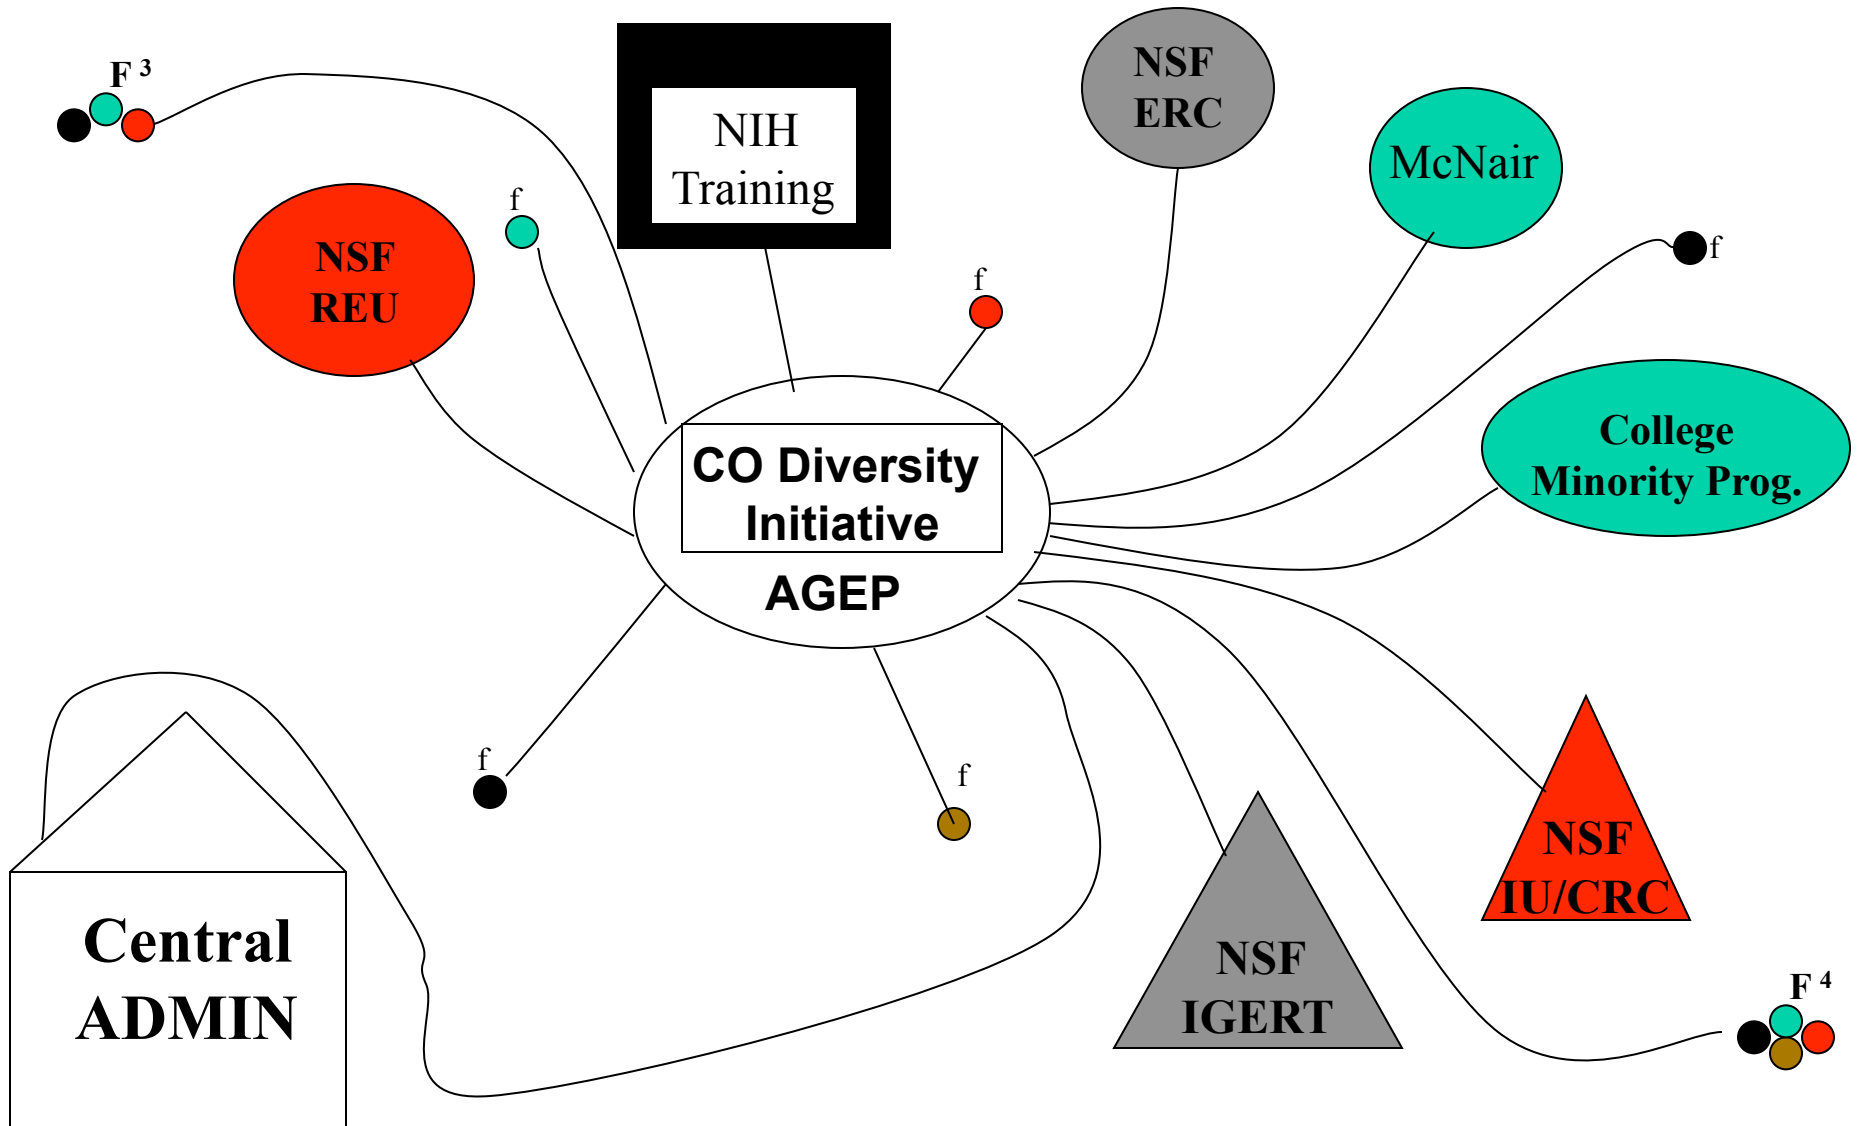 F 3
NIH
Training
NSF
ERC
McNair
f
NSF
REU
f
f
College
Minority Prog.
CO Diversity
Initiative
AGEP
f
f
NSF
IU/CRC
Central
ADMIN
NSF
IGERT
F 4